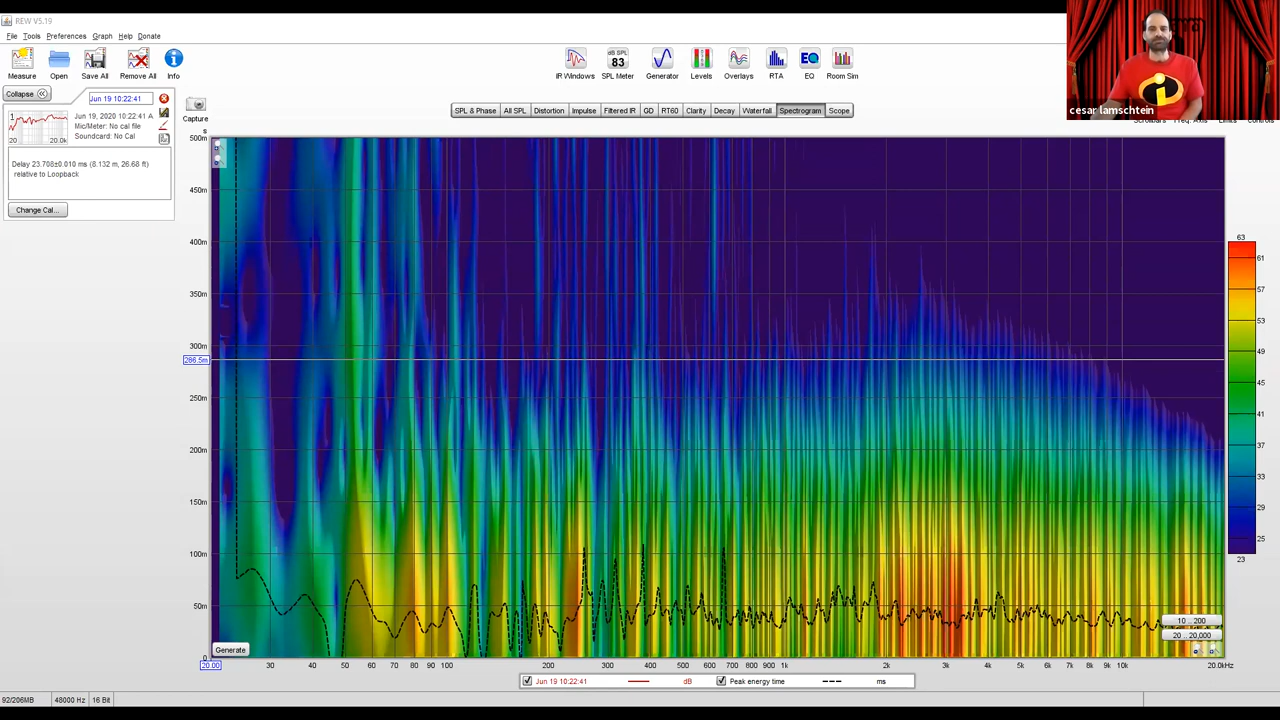 REW V5.19
File Tools Preferences Graph Help Donate
Measure Open Save All Remove All Info
IR Windows SPL Meter Generator Levels Overlays RTA EQ Room Sim
dB SPL
83
EQ
cesar lamschtein
Collapse
Jun 19 10:22:41
1
20 20.0k
Jun 19, 2020 10:22:41 A
Mic/Meter: No cal file
Soundcard: No Cal
Delay 23.708±0.010 ms (8.132 m, 26.68 ft)
relative to Loopback
Change Cal...
Capture
SPL & Phase All SPL Distortion Impulse Filtered IR GD RT60 Clarity Decay Waterfall Spectrogram Scope
Scrollbars Freq. Axis Limits Controls
s
500m
450m
400m
350m
300m
286.5m
250m
200m
150m
100m
50m
0
63
61
57
53
49
45
41
37
33
29
25
23
10 .. 200
20 .. 20,000
Generate
20.00 30 40 50 60 70 80 90 100 200 300 400 500 600 700 800 900 1k 2k 3k 4k 5k 6k 7k 8k 9k 10k 20.0kHz
Jun 19 10:22:41 dB Peak energy time ms
92/206MB 48000 Hz 16 Bit